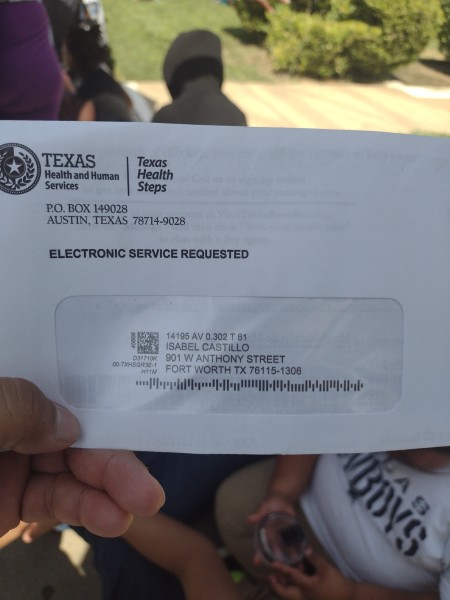 TEXAS
Health and Human
Services
Texas
Health
Steps
P.O. BOX 149028
AUSTIN, TEXAS 78714-9028
ELECTRONIC SERVICE REQUESTED
14195 AV 0.302 T 61
ISABEL CASTILLO
901 W ANTHONY STREET
FORT WORTH TX 76115-1306